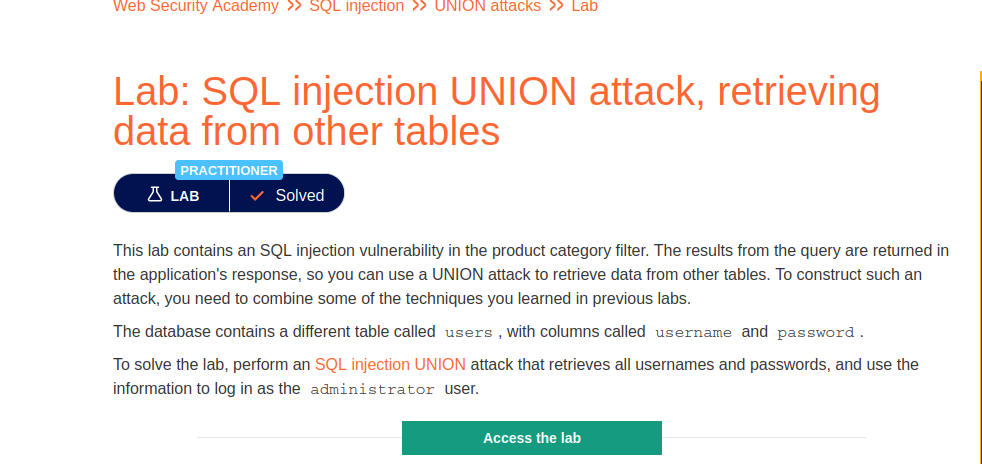 Web Security Academy >> SQL injection >> UNION attacks >> Lab
Lab: SQL injection UNION attack, retrieving
data from other tables
PRACTITIONER
LAB Solved
This lab contains an SQL injection vulnerability in the product category filter. The results from the query are returned in
the application's response, so you can use a UNION attack to retrieve data from other tables. To construct such an
attack, you need to combine some of the techniques you learned in previous labs.
The database contains a different table called users , with columns called username and password .
To solve the lab, perform an SQL injection UNION attack that retrieves all usernames and passwords, and use the
information to log in as the administrator user.
Access the lab